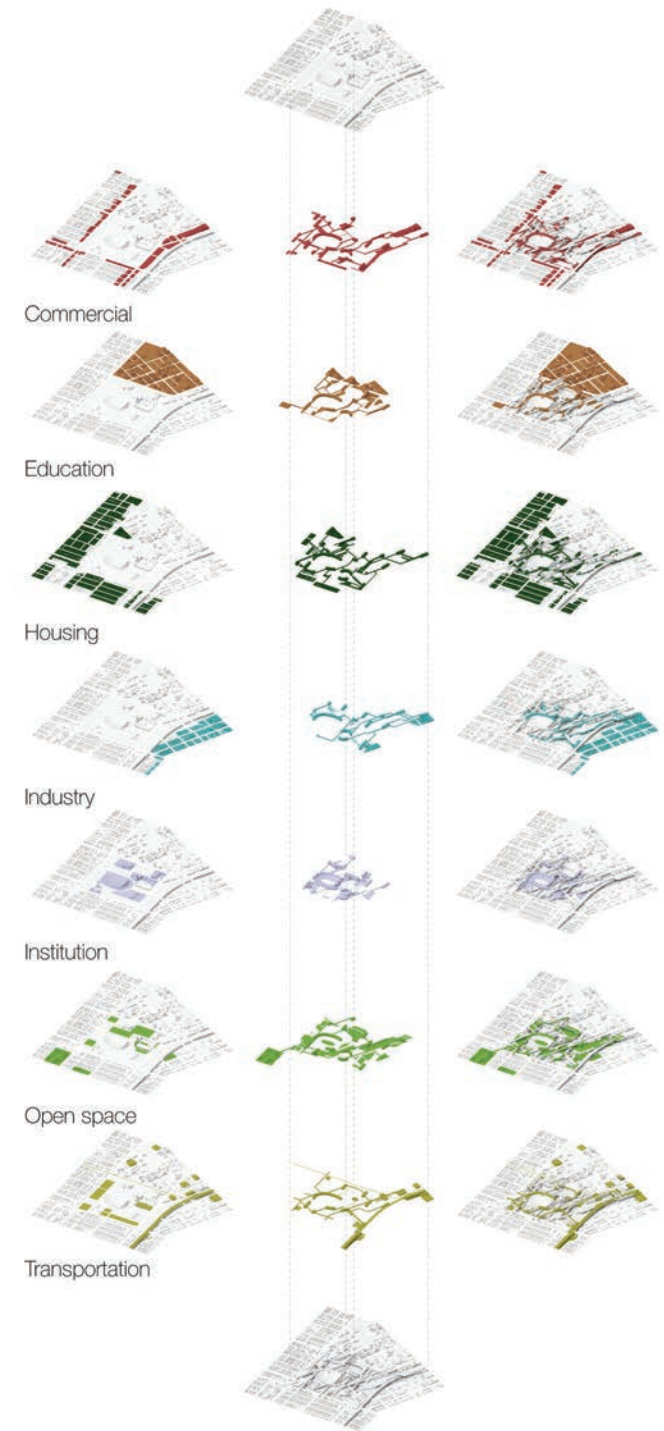 Commercial
Education
Housing
Industry
Institution
Open space
Transportation